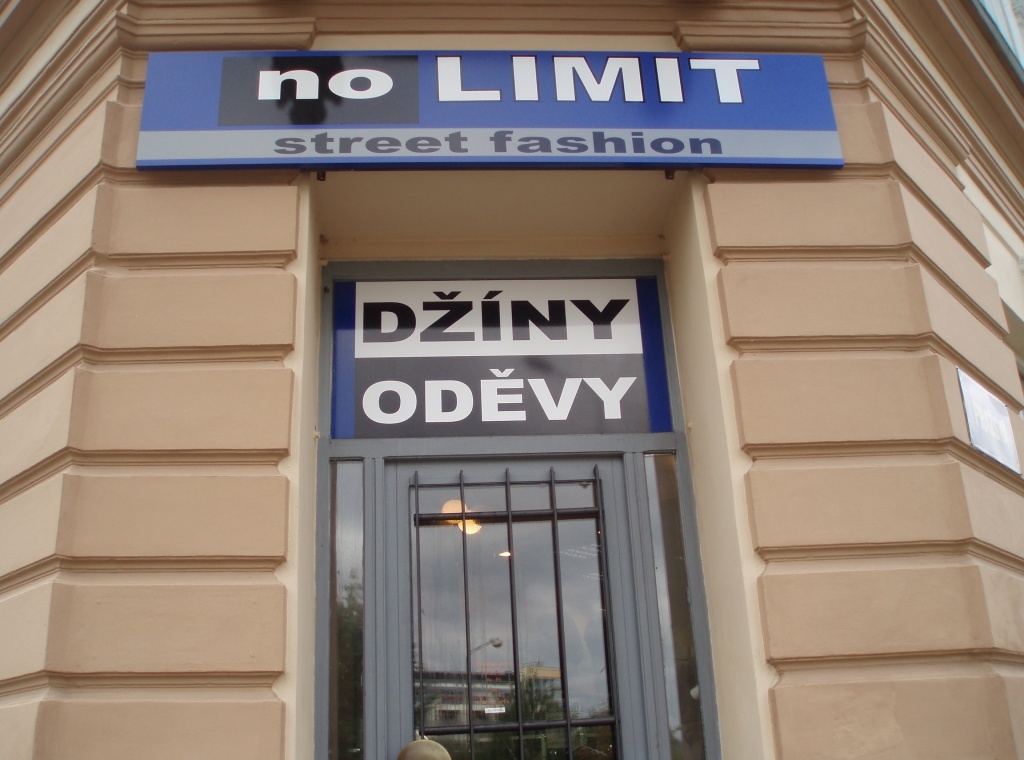 no LIMIT
street fashion
DŽÍNY
ODĚVY